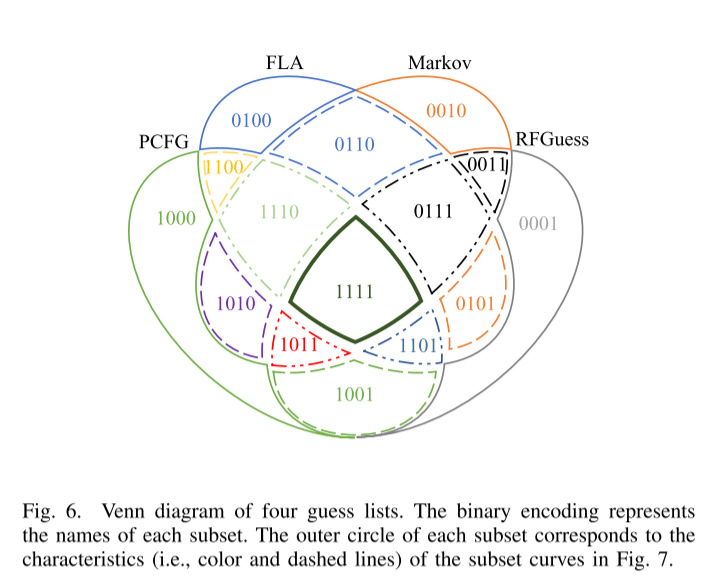 FLA
Markov
0100
0010
PCFG
0110
RFGuess
1100
0011
1000
1110
0111
0001
1111
1010
0101
1011
1101
1001
Fig. 6. Venn diagram of four guess lists. The binary encoding represents
the names of each subset. The outer circle of each subset corresponds to the
characteristics (i.e., color and dashed lines) of the subset curves in Fig. 7.